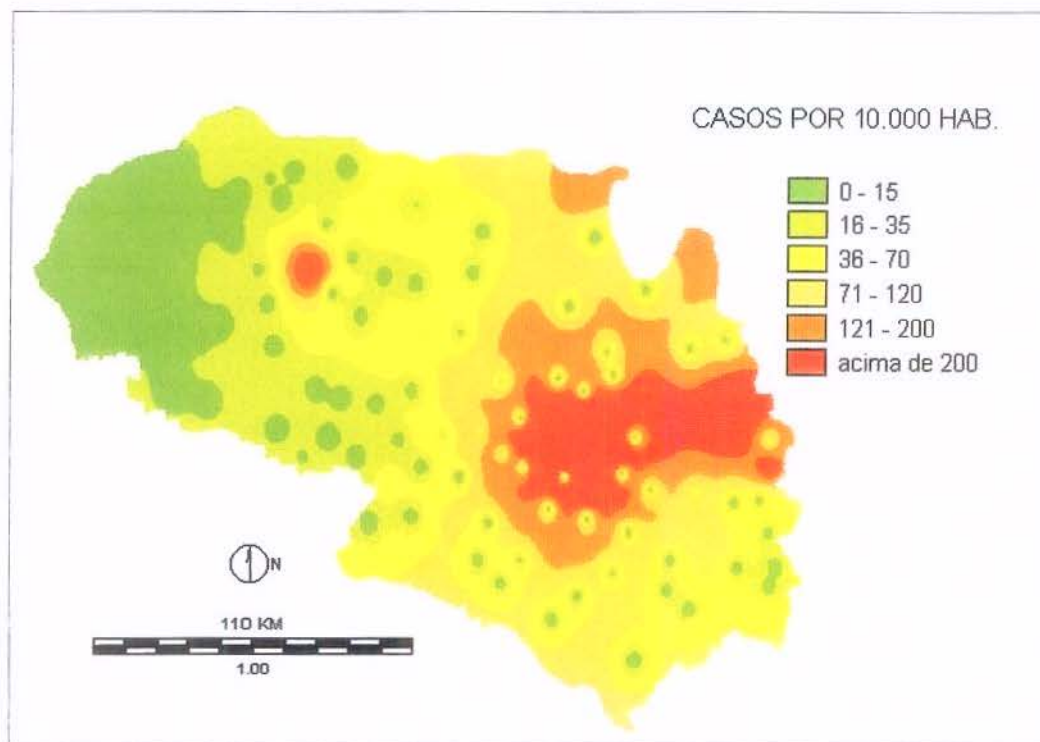 CASOS POR 10.000 HAB.
0 - 15
16 - 35
36 - 70
71 - 120
121 - 200
acima de 200
N
110 KM
1.00